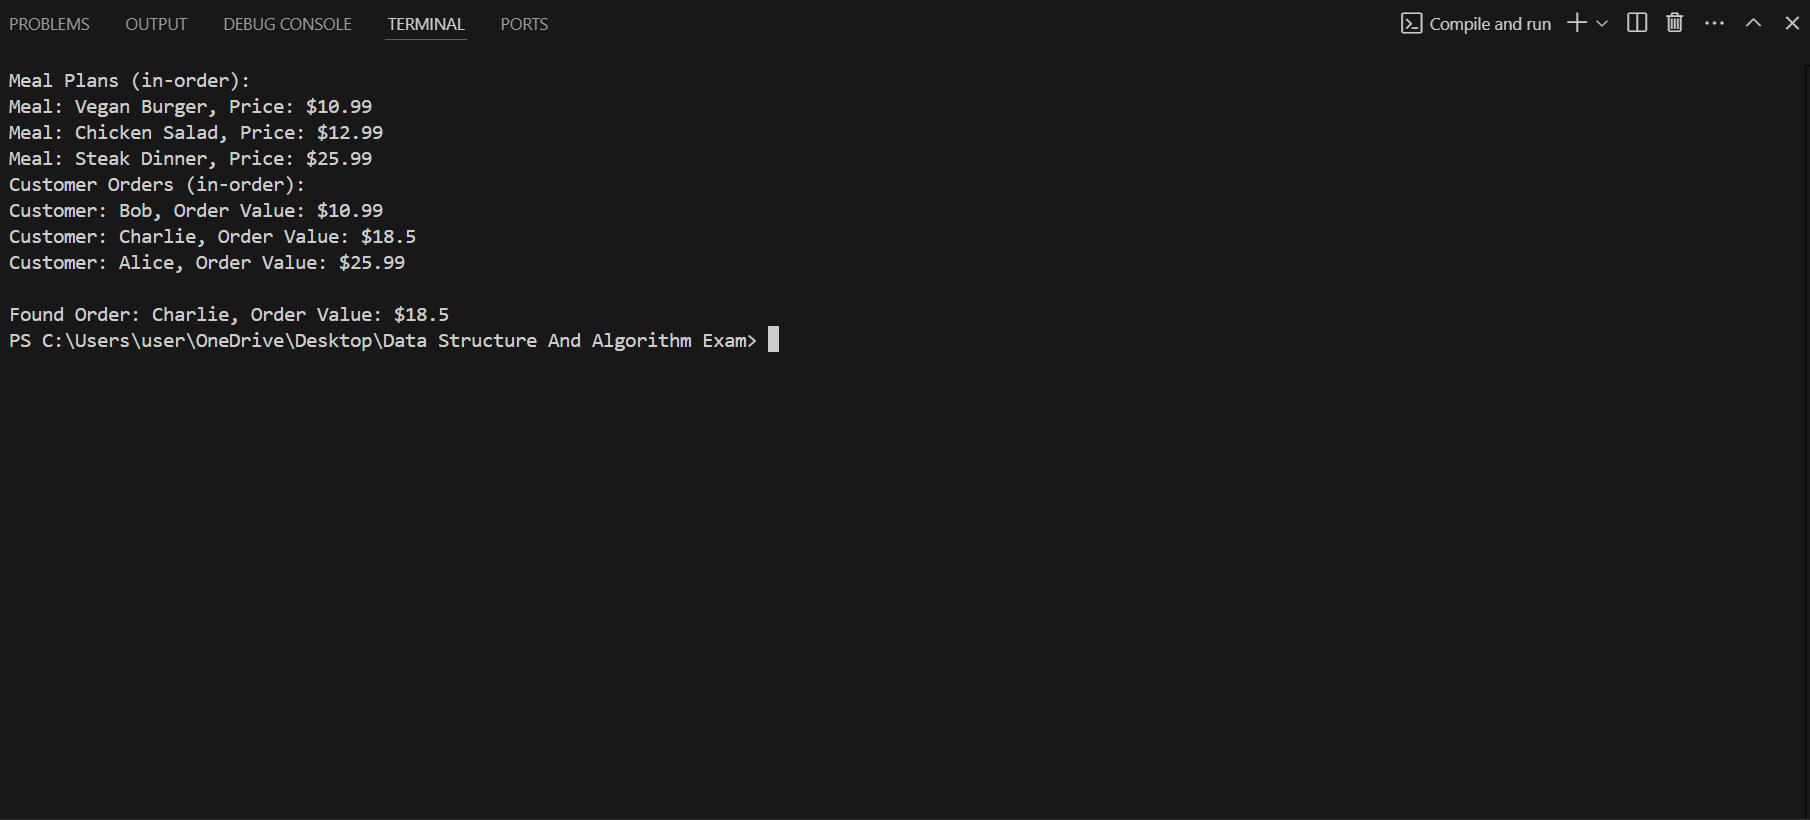 PROBLEMS OUTPUT DEBUG CONSOLE TERMINAL PORTS Compile and run
Meal Plans (in-order):
Meal: Vegan Burger, Price: $10.99
Meal: Chicken Salad, Price: $12.99
Meal: Steak Dinner, Price: $25.99
Customer Orders (in-order):
Customer: Bob, Order Value: $10.99
Customer: Charlie, Order Value: $18.5
Customer: Alice, Order Value: $25.99
Found Order: Charlie, Order Value: $18.5
PS C:\Users\user\OneDrive\Desktop\Data Structure And Algorithm Exam>